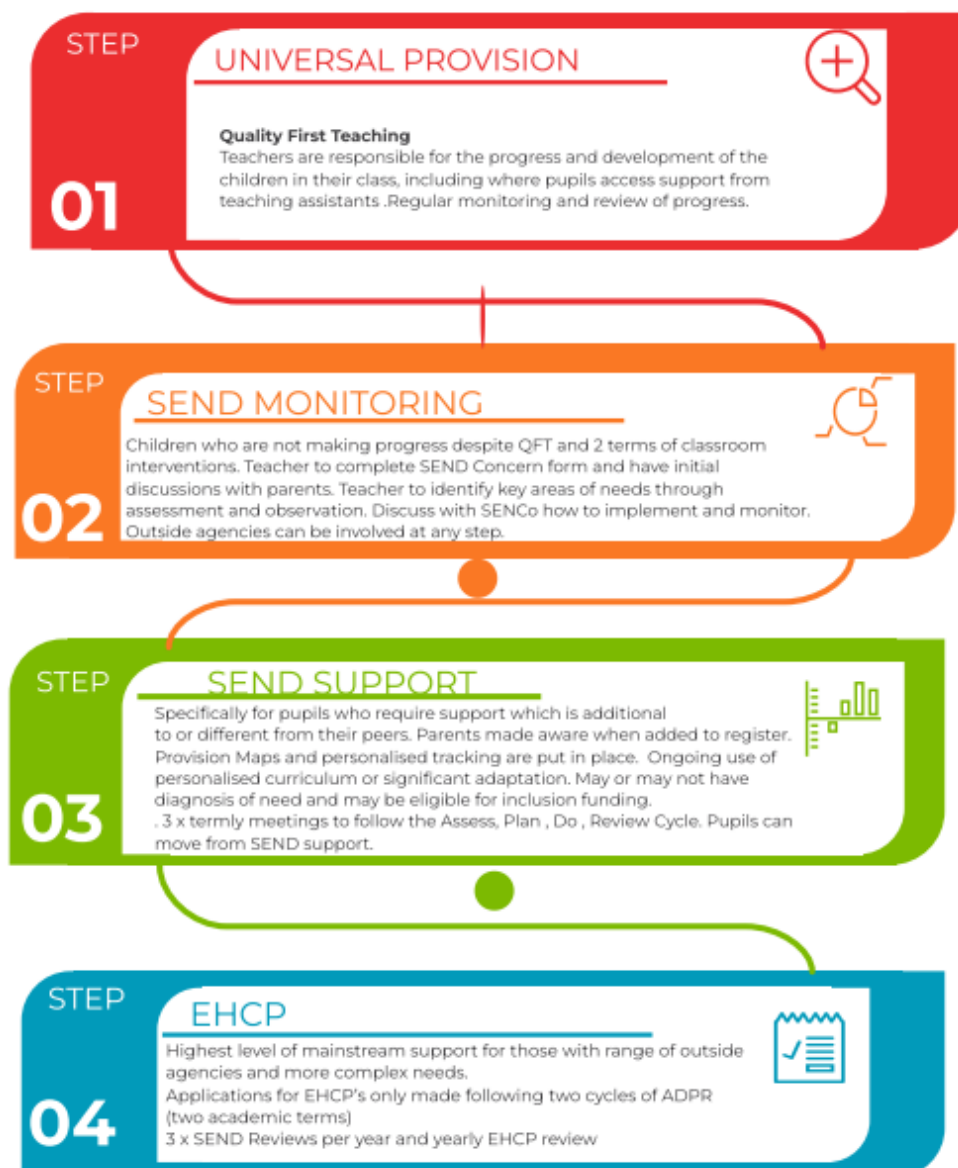 STEP
01
UNIVERSAL PROVISION
Quality First Teaching
Teachers are responsible for the progress and development of the
children in their class, including where pupils access support from
teaching assistants .Regular monitoring and review of progress.
STEP
02
SEND MONITORING
Children who are not making progress despite QFT and 2 terms of classroom
interventions. Teacher to complete SEND Concern form and have initial
discussions with parents. Teacher to identify key areas of needs through
assessment and observation. Discuss with SENCo how to implement and monitor.
Outside agencies can be involved at any step.
STEP
03
SEND SUPPORT
Specifically for pupils who require support which is additional
to or different from their peers. Parents made aware when added to register.
Provision Maps and personalised tracking are put in place. Ongoing use of
personalised curriculum or significant adaptation. May or may not have
diagnosis of need and may be eligible for inclusion funding.
. 3 x termly meetings to follow the Assess, Plan , Do , Review Cycle. Pupils can
move from SEND support.
STEP
04
EHCP
Highest level of mainstream support for those with range of outside
agencies and more complex needs.
Applications for EHCP's only made following two cycles of ADPR
(two academic terms)
3 x SEND Reviews per year and yearly EHCP review